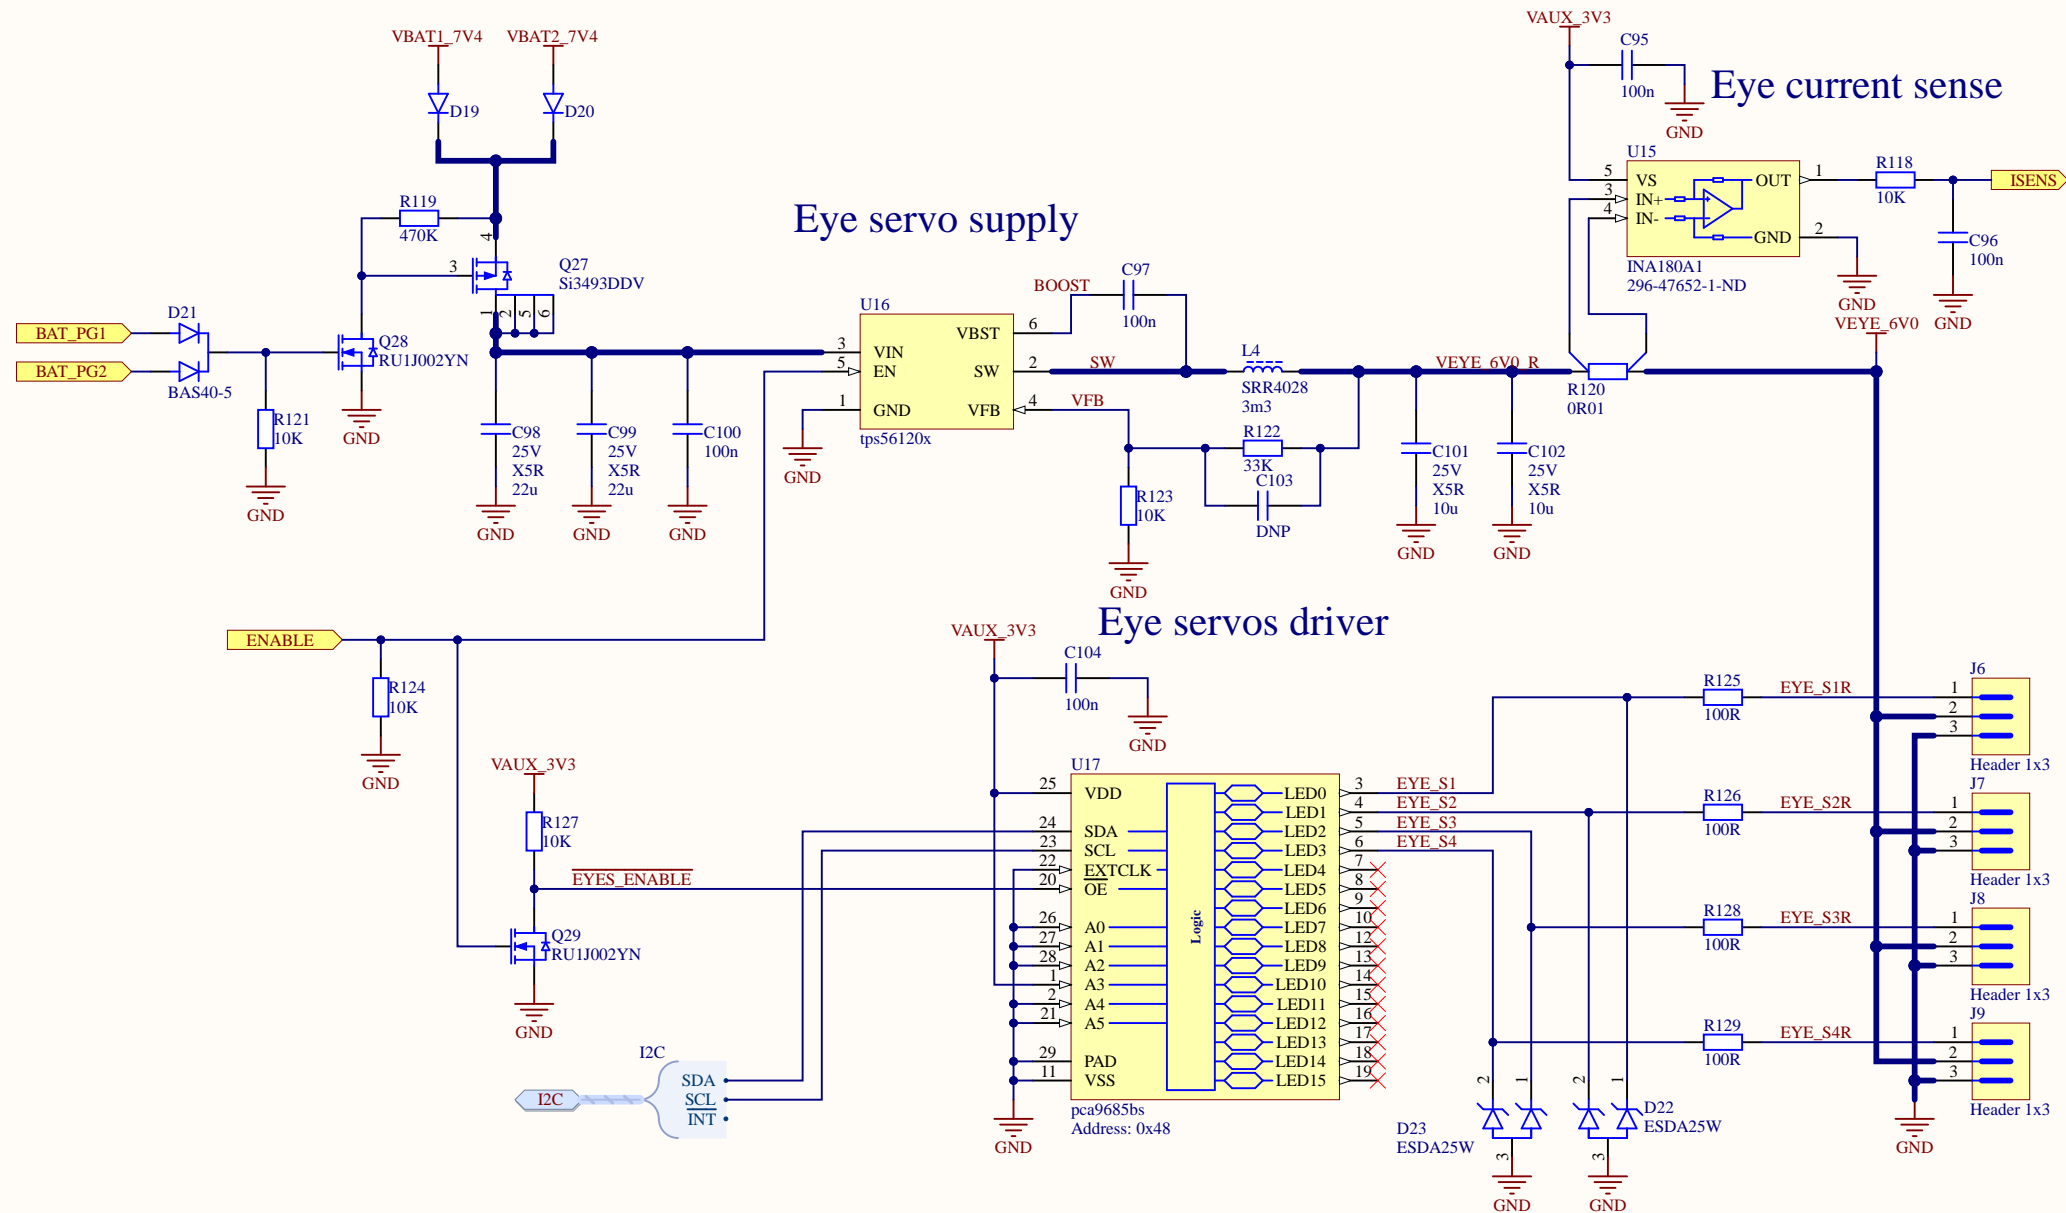 VBAT1_7V4
VBAT2_7V4
D19
D20
R119
470K
4
3
Q27
Si3493DDV
1
2
5
6
D21
BAT_PG1
BAT_PG2
BAS40-5
Q28
RU1J002YN
R121
10K
GND
GND
C98
25V
X5R
22u
GND
C99
25V
X5R
22u
GND
C100
100n
GND
Eye servo supply
U16
3
VIN
5
EN
1
GND
VBST
6
SW
2
VFB
4
tps56120x
GND
BOOST
C97
100n
SW
VFB
L4
SRR4028
3m3
R122
33K
C103
DNP
R123
10K
GND
VEYE_6V0_R
C101
25V
X5R
10u
GND
C102
25V
X5R
10u
GND
R120
0R01
VAUX_3V3
C95
100n
GND
Eye current sense
U15
5
VS
3
IN+
4
IN-
OUT
1
GND
2
INA180A1
296-47652-1-ND
R118
10K
ISENS
C96
100n
GND
GND
VEYE_6V0
ENABLE
R124
10K
GND
VAUX_3V3
R127
10K
EYES_ENABLE
Q29
RU1J002YN
GND
I2C
I2C
SDA
SCL
INT
Eye servos driver
VAUX_3V3
C104
100n
GND
U17
25
VDD
24
SDA
23
SCL
22
EXTCLK
20
OE
26
A0
27
A1
28
A2
1
A3
2
A4
21
A5
29
PAD
11
VSS
Logic
LED0
3
LED1
4
LED2
5
LED3
6
LED4
7
LED5
8
LED6
9
LED7
10
LED8
12
LED9
13
LED10
14
LED11
15
LED12
16
LED13
17
LED14
18
LED15
19
pca9685bs
Address: 0x48
GND
EYE_S1
EYE_S2
EYE_S3
EYE_S4
R125
100R
EYE_S1R
R126
100R
EYE_S2R
R128
100R
EYE_S3R
R129
100R
EYE_S4R
J6
1
2
3
Header 1x3
J7
1
2
3
Header 1x3
J8
1
2
3
Header 1x3
J9
1
2
3
Header 1x3
GND
2
1
D23
ESDA25W
3
GND
2
1
D22
ESDA25W
3
GND